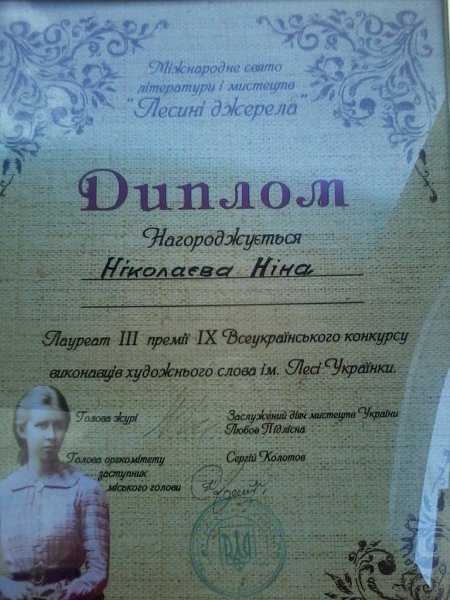 Міжнародне свято
літератури і мистецтв
"Лесині джерела"
Диплом
Нагороджується
Ніколаєва Ніна
Лауреат III премії IX Всеукраїнського конкурсу
виконавців художнього слова ім. Лесі Українки.
Голова журі
Заслужений діяч мистецтв України
Любов Підлісна
Голова оргкомітету
заступник
міського голови
Сергій Колотов